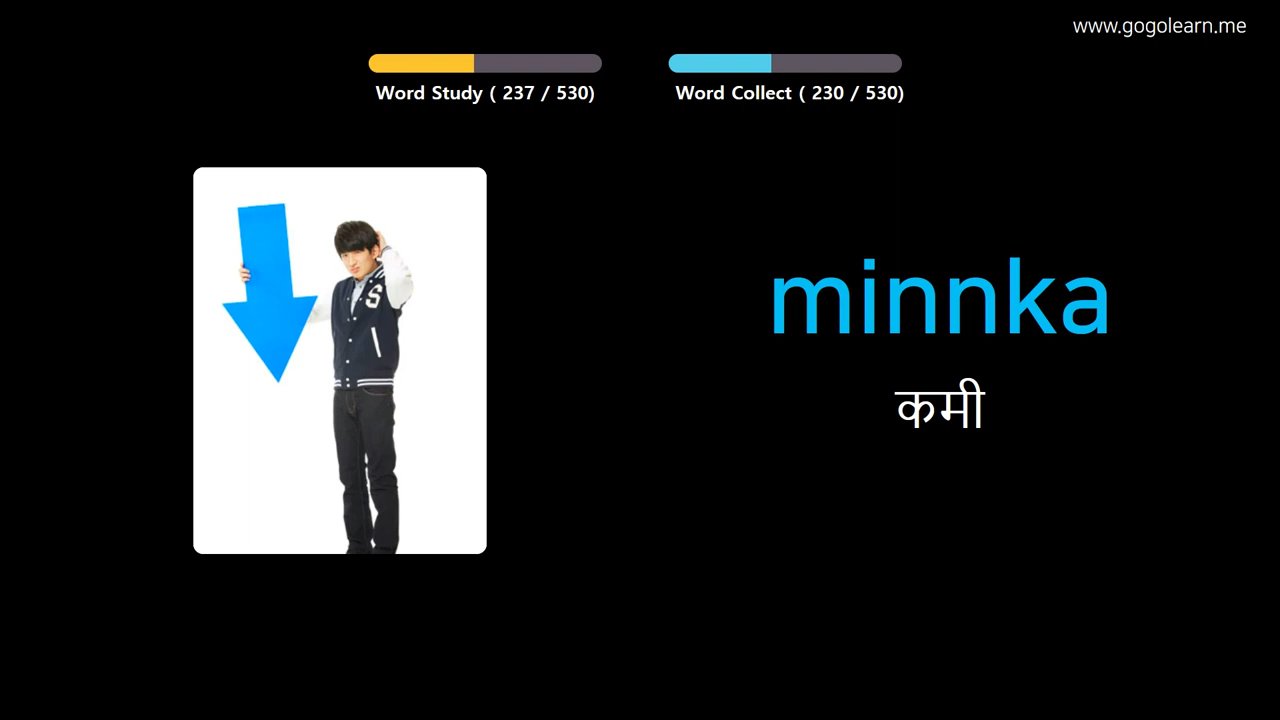 www.gogolearn.me
Word Study ( 237 / 530)
Word Collect ( 230 / 530)
S
minnka
कमी